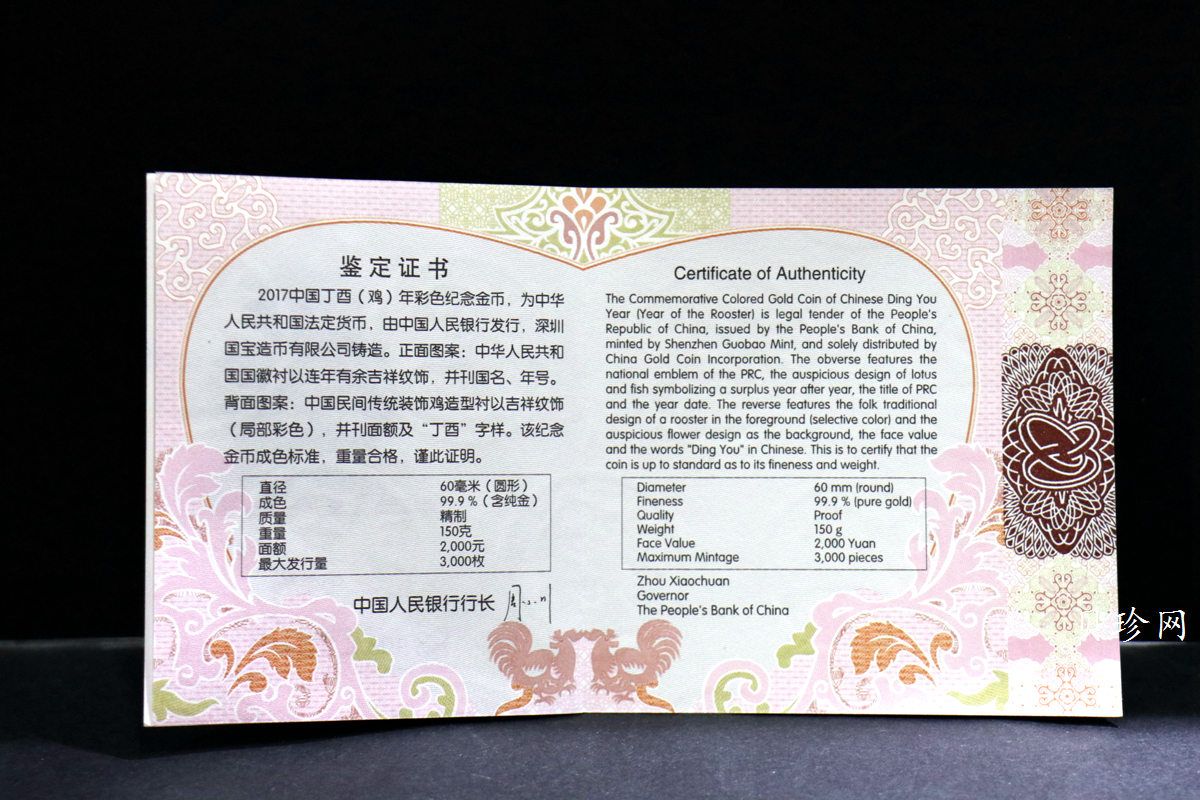 鉴定证书
2017中国丁酉（鸡）年彩色纪念金币，为中华
人民共和国法定货币，由中国人民银行发行，深圳
国宝造币有限公司铸造。正面图案：中华人民共和
国国徽衬以连年有余吉祥纹饰，并刊国名、年号。
背面图案：中国民间传统装饰鸡造型衬以吉祥纹饰
（局部彩色），并刊面额及“丁酉”字样。该纪念
金币成色标准，重量合格，谨此证明。
直径 60毫米（圆形）
成色 99.9%（含纯金）
质量 精制
重量 150克
面额 2,000元
最大发行量 3,000枚
中国人民银行行长
Certificate of Authenticity
The Commemorative Colored Gold Coin of Chinese Ding You
Year (Year of the Rooster) is legal tender of the People's
Republic of China, issued by the People's Bank of China,
minted by Shenzhen Guobao Mint, and solely distributed by
China Gold Coin Incorporation. The obverse features the
national emblem of the PRC, the auspicious design of lotus
and fish symbolizing a surplus year after year, the title of PRC
and the year date. The reverse features the folk traditional
design of a rooster in the foreground (selective color) and the
auspicious flower design as the background, the face value
and the words "Ding You" in Chinese. This is to certify that the
coin is up to standard as to its fineness and weight.
Diameter 60 mm (round)
Fineness 99.9 % (pure gold)
Quality Proof
Weight 150 g
Face Value 2,000 Yuan
Maximum Mintage 3,000 pieces
Zhou Xiaochuan
Governor
The People's Bank of China
珍网